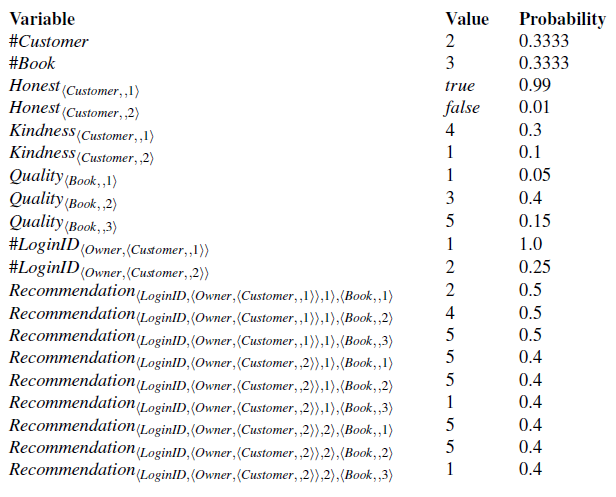 Variable Value Probability
#Customer 2 0.3333
#Book 3 0.3333
Honest⟨Customer, ,1⟩ true 0.99
Honest⟨Customer, ,2⟩ false 0.01
Kindness⟨Customer, ,1⟩ 4 0.3
Kindness⟨Customer, ,2⟩ 1 0.1
Quality⟨Book, ,1⟩ 1 0.05
Quality⟨Book, ,2⟩ 3 0.4
Quality⟨Book, ,3⟩ 5 0.15
#LoginID⟨Owner,⟨Customer, ,1⟩⟩ 1 1.0
#LoginID⟨Owner,⟨Customer, ,2⟩⟩ 2 0.25
Recommendation⟨LoginID,⟨Owner,⟨Customer, ,1⟩⟩,1⟩,⟨Book, ,1⟩ 2 0.5
Recommendation⟨LoginID,⟨Owner,⟨Customer, ,1⟩⟩,1⟩,⟨Book, ,2⟩ 4 0.5
Recommendation⟨LoginID,⟨Owner,⟨Customer, ,1⟩⟩,1⟩,⟨Book, ,3⟩ 5 0.5
Recommendation⟨LoginID,⟨Owner,⟨Customer, ,2⟩⟩,1⟩,⟨Book, ,1⟩ 5 0.4
Recommendation⟨LoginID,⟨Owner,⟨Customer, ,2⟩⟩,1⟩,⟨Book, ,2⟩ 5 0.4
Recommendation⟨LoginID,⟨Owner,⟨Customer, ,2⟩⟩,1⟩,⟨Book, ,3⟩ 1 0.4
Recommendation⟨LoginID,⟨Owner,⟨Customer, ,2⟩⟩,2⟩,⟨Book, ,1⟩ 5 0.4
Recommendation⟨LoginID,⟨Owner,⟨Customer, ,2⟩⟩,2⟩,⟨Book, ,2⟩ 5 0.4
Recommendation⟨LoginID,⟨Owner,⟨Customer, ,2⟩⟩,2⟩,⟨Book, ,3⟩ 1 0.4